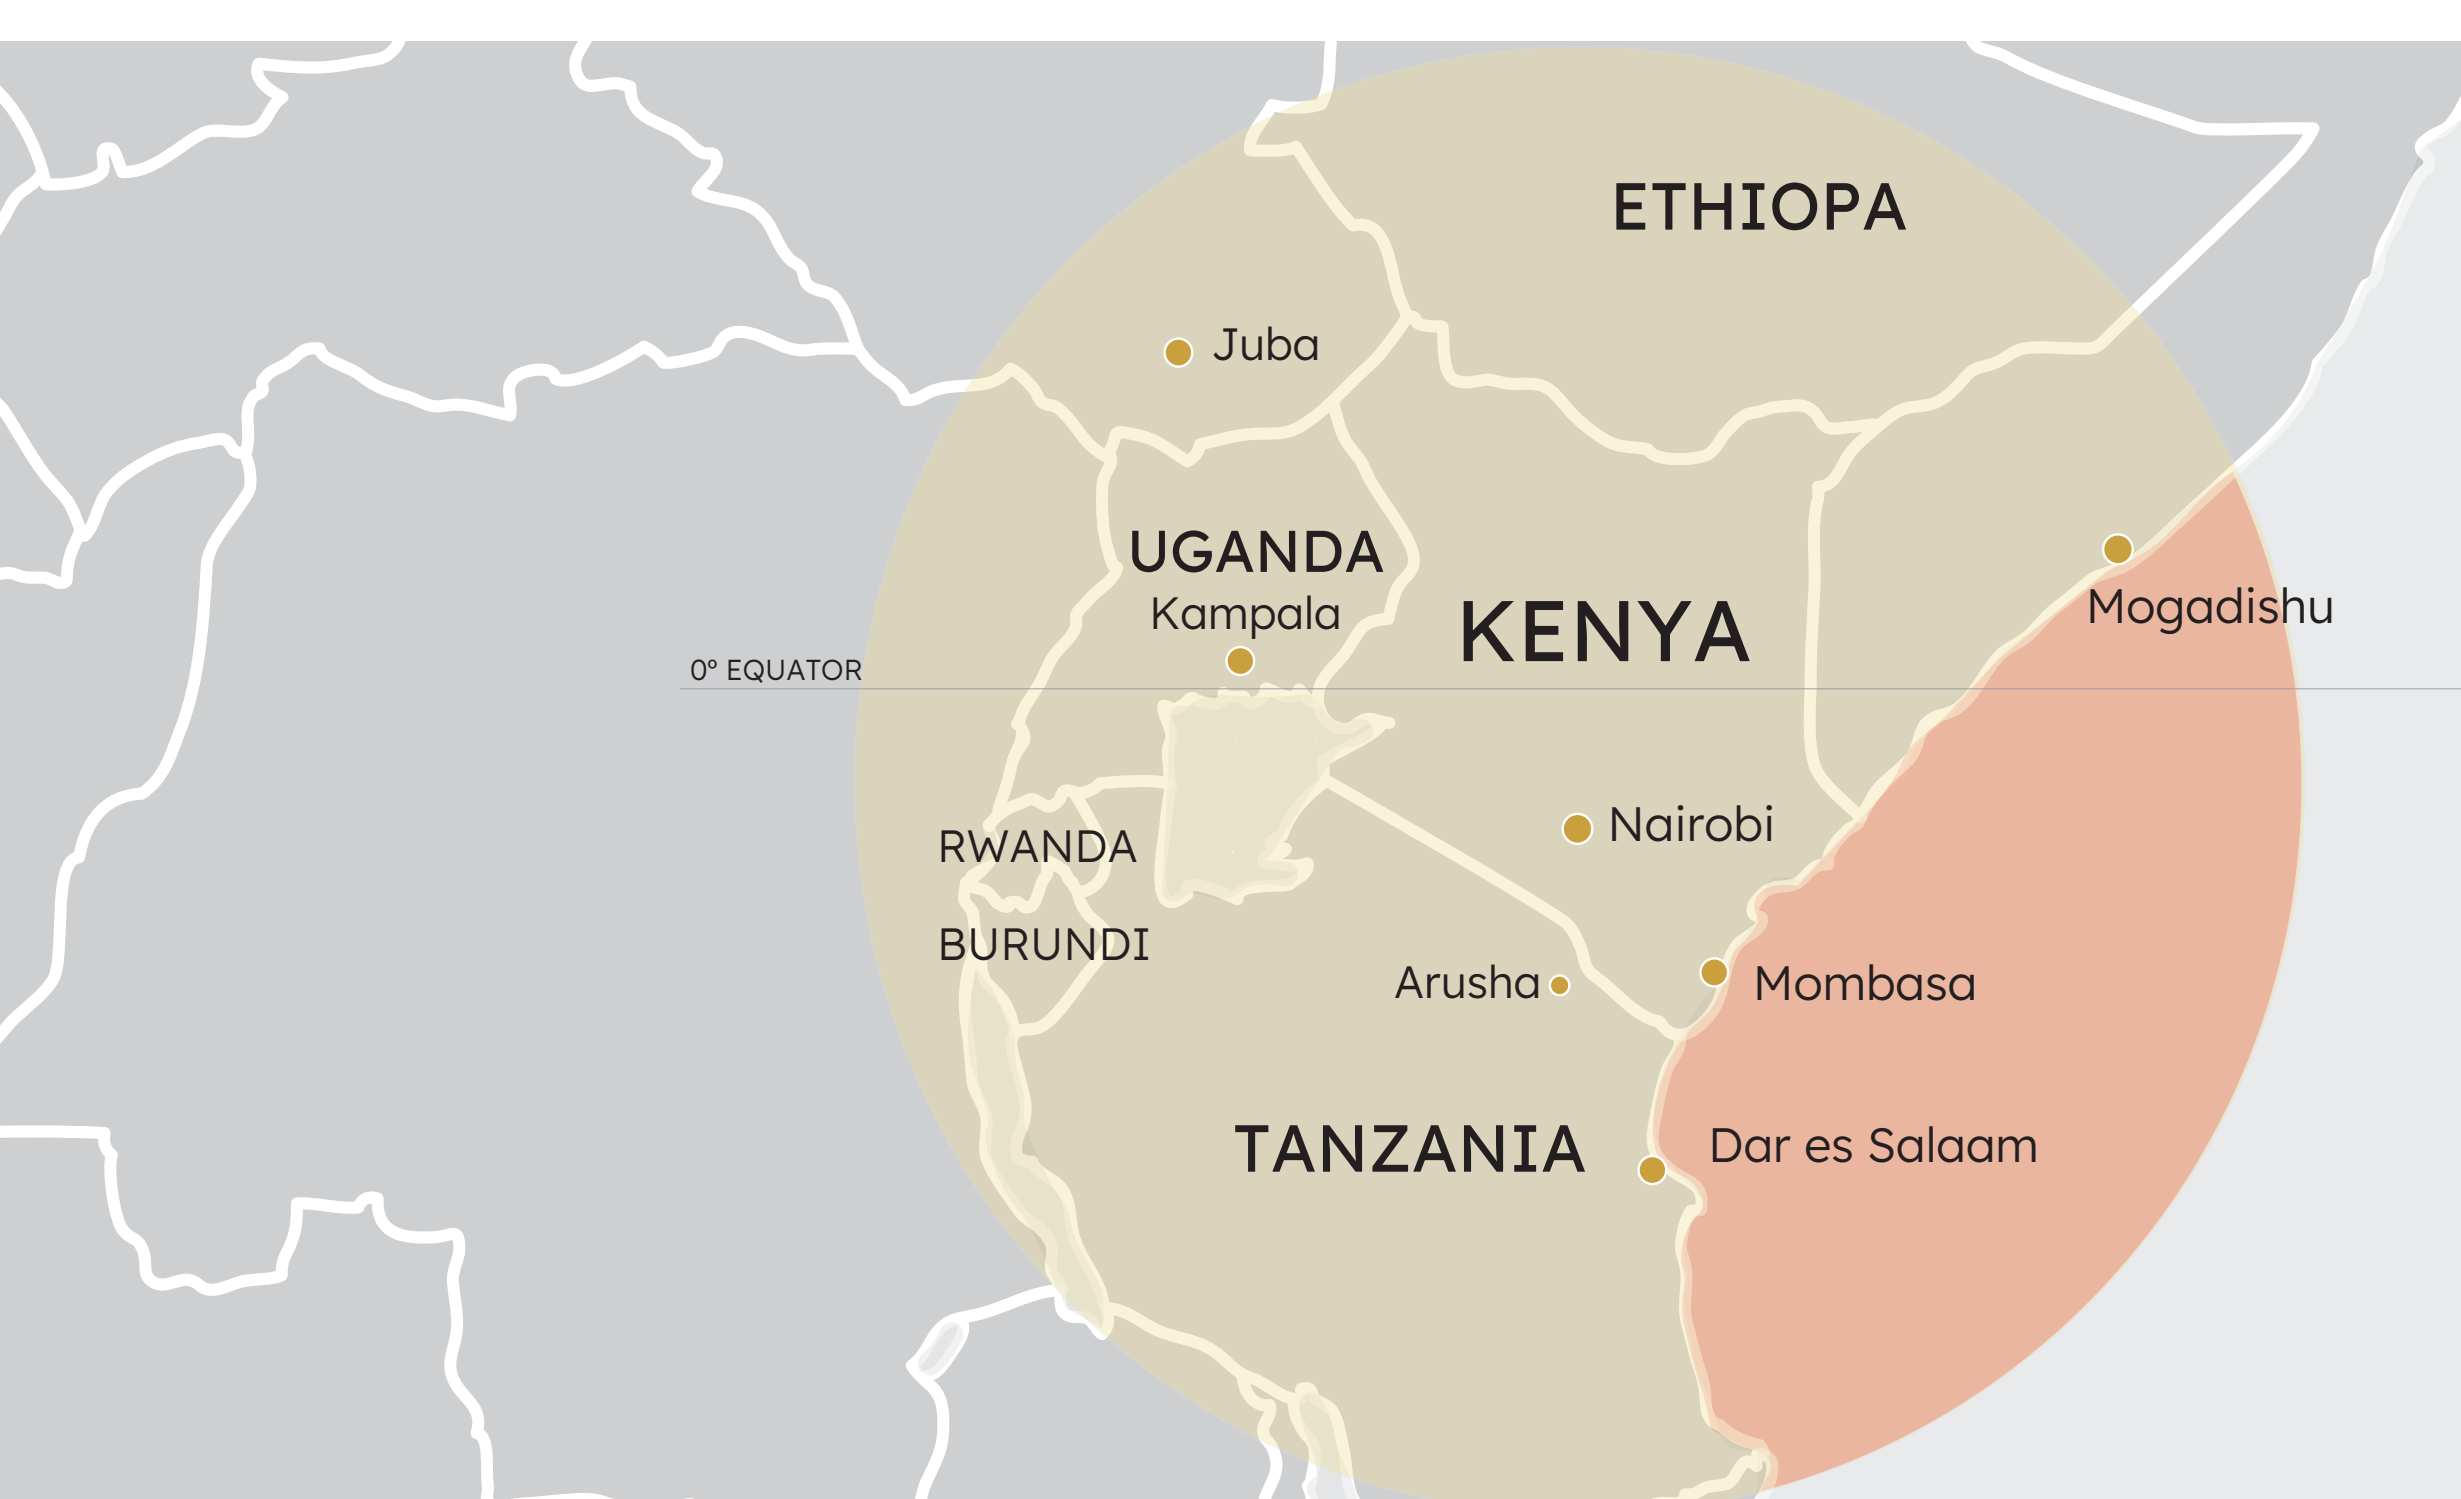 ETHIOPA
Juba
UGANDA
Kampala
KENYA
Mogadishu
0° EQUATOR
RWANDA
Nairobi
BURUNDI
Arusha
Mombasa
TANZANIA
Dar es Salaam